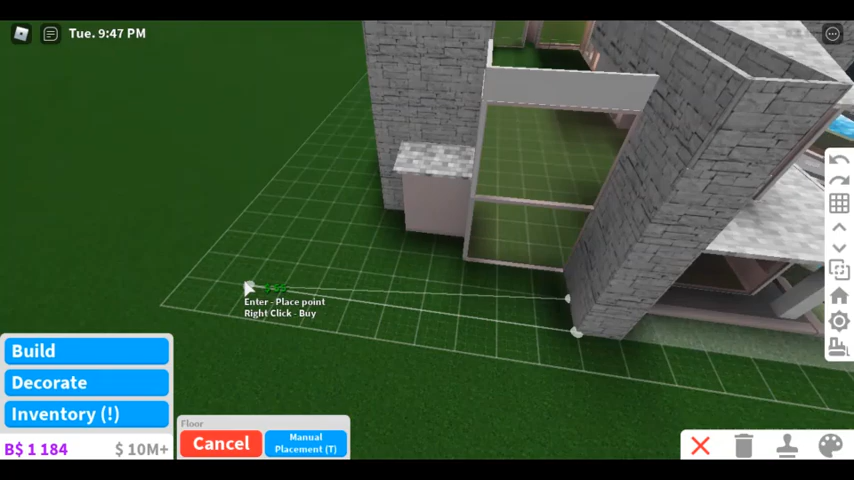 Tue. 9:47 PM
Enter - Place point
Right Click - Buy
Build
Decorate
Inventory (!)
B$ 1 184
$ 10M+
Floor
Cancel
Manual
Placement (T)